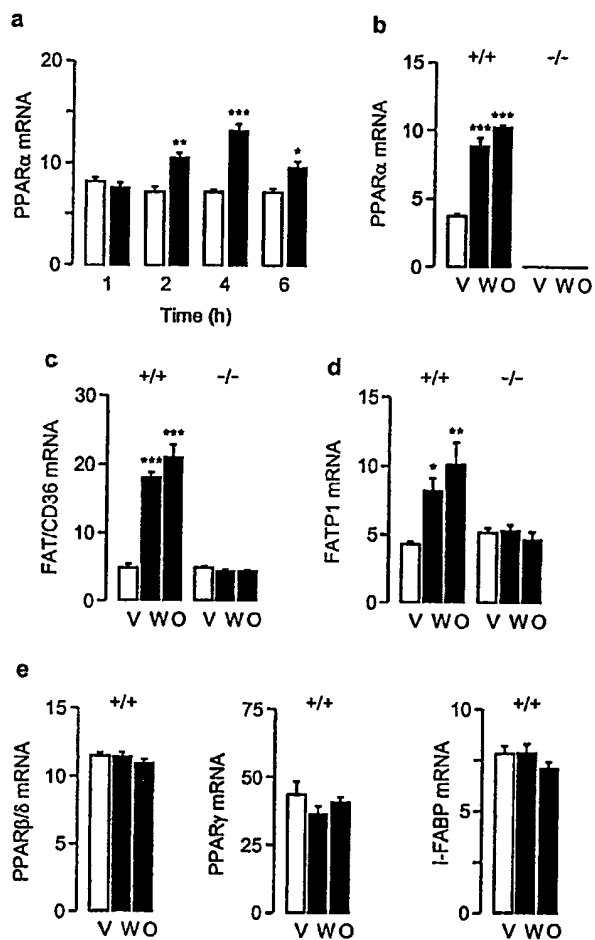 a
20
10
0
PPARα mRNA
**
***
*
1 2 4 6
Time (h)
b
+/+ -/-
15
10
5
0
PPARα mRNA
*** ***
V W O V W O
c
+/+ -/-
30
20
10
0
FAT/CD36 mRNA
*** ***
V W O V W O
d
+/+ -/-
15
10
5
0
FATP1 mRNA
* **
V W O V W O
e
+/+
15
10
5
0
PPARβ/δ mRNA
V W O
+/+
75
50
25
0
PPARγ mRNA
V W O
+/+
10
5
0
I-FABP mRNA
V W O